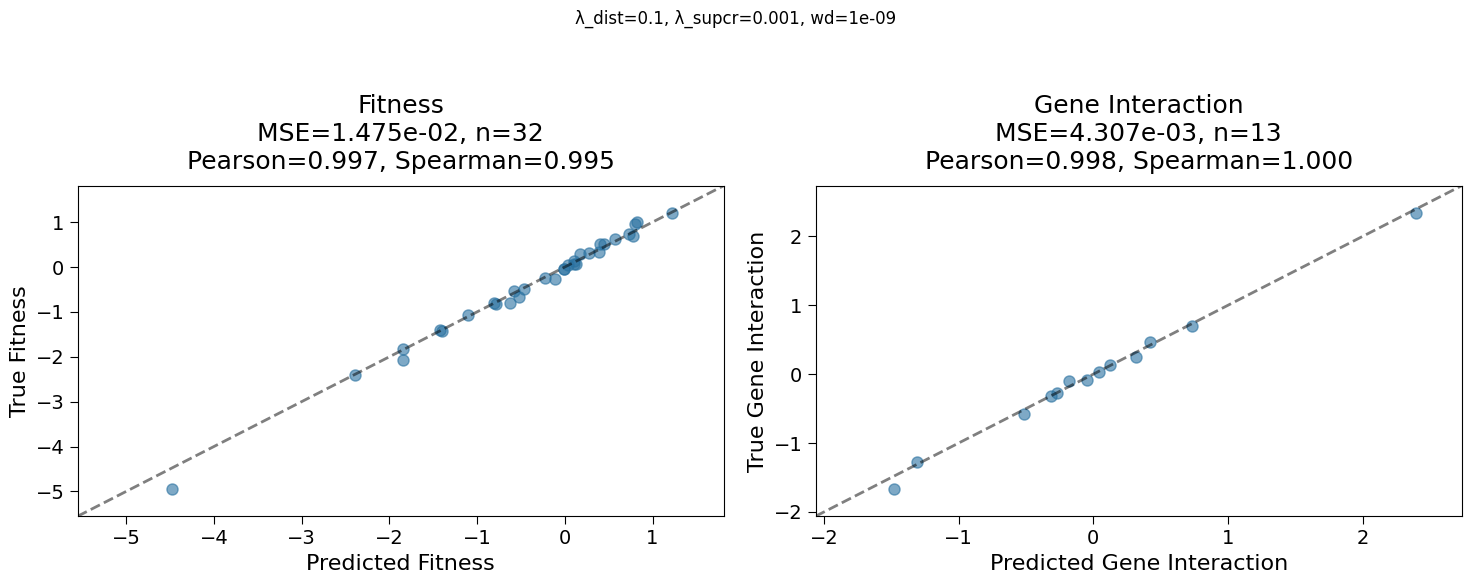 λ_dist=0.1, λ_supcr=0.001, wd=1e-09
Fitness
MSE=1.475e-02, n=32
Pearson=0.997, Spearman=0.995
True Fitness
1
0
−1
−2
−3
−4
−5
−5
−4
−3
−2
−1
0
1
Predicted Fitness
Gene Interaction
MSE=4.307e-03, n=13
Pearson=0.998, Spearman=1.000
True Gene Interaction
2
1
0
−1
−2
−2
−1
0
1
2
Predicted Gene Interaction